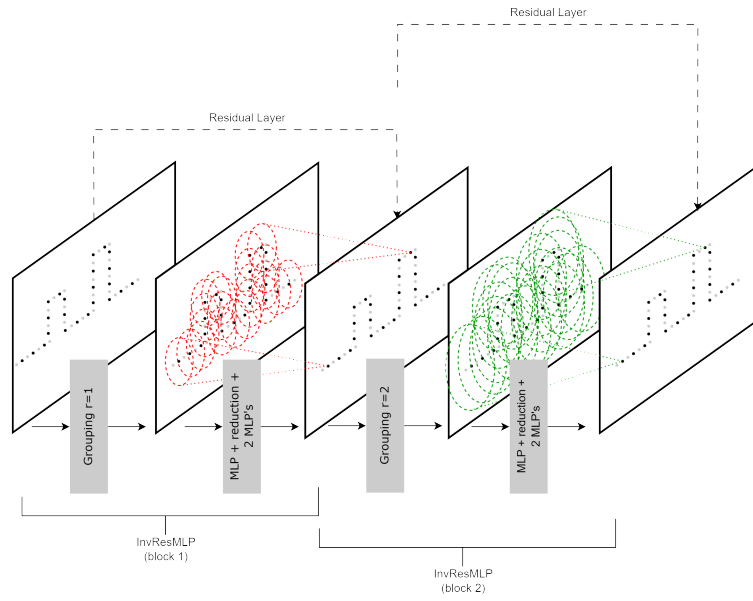 Residual Layer
Residual Layer
Grouping r=1
MLP + reduction +
2 MLP's
Grouping r=2
MLP + reduction +
2 MLP's
InvResMLP
(block 1)
InvResMLP
(block 2)